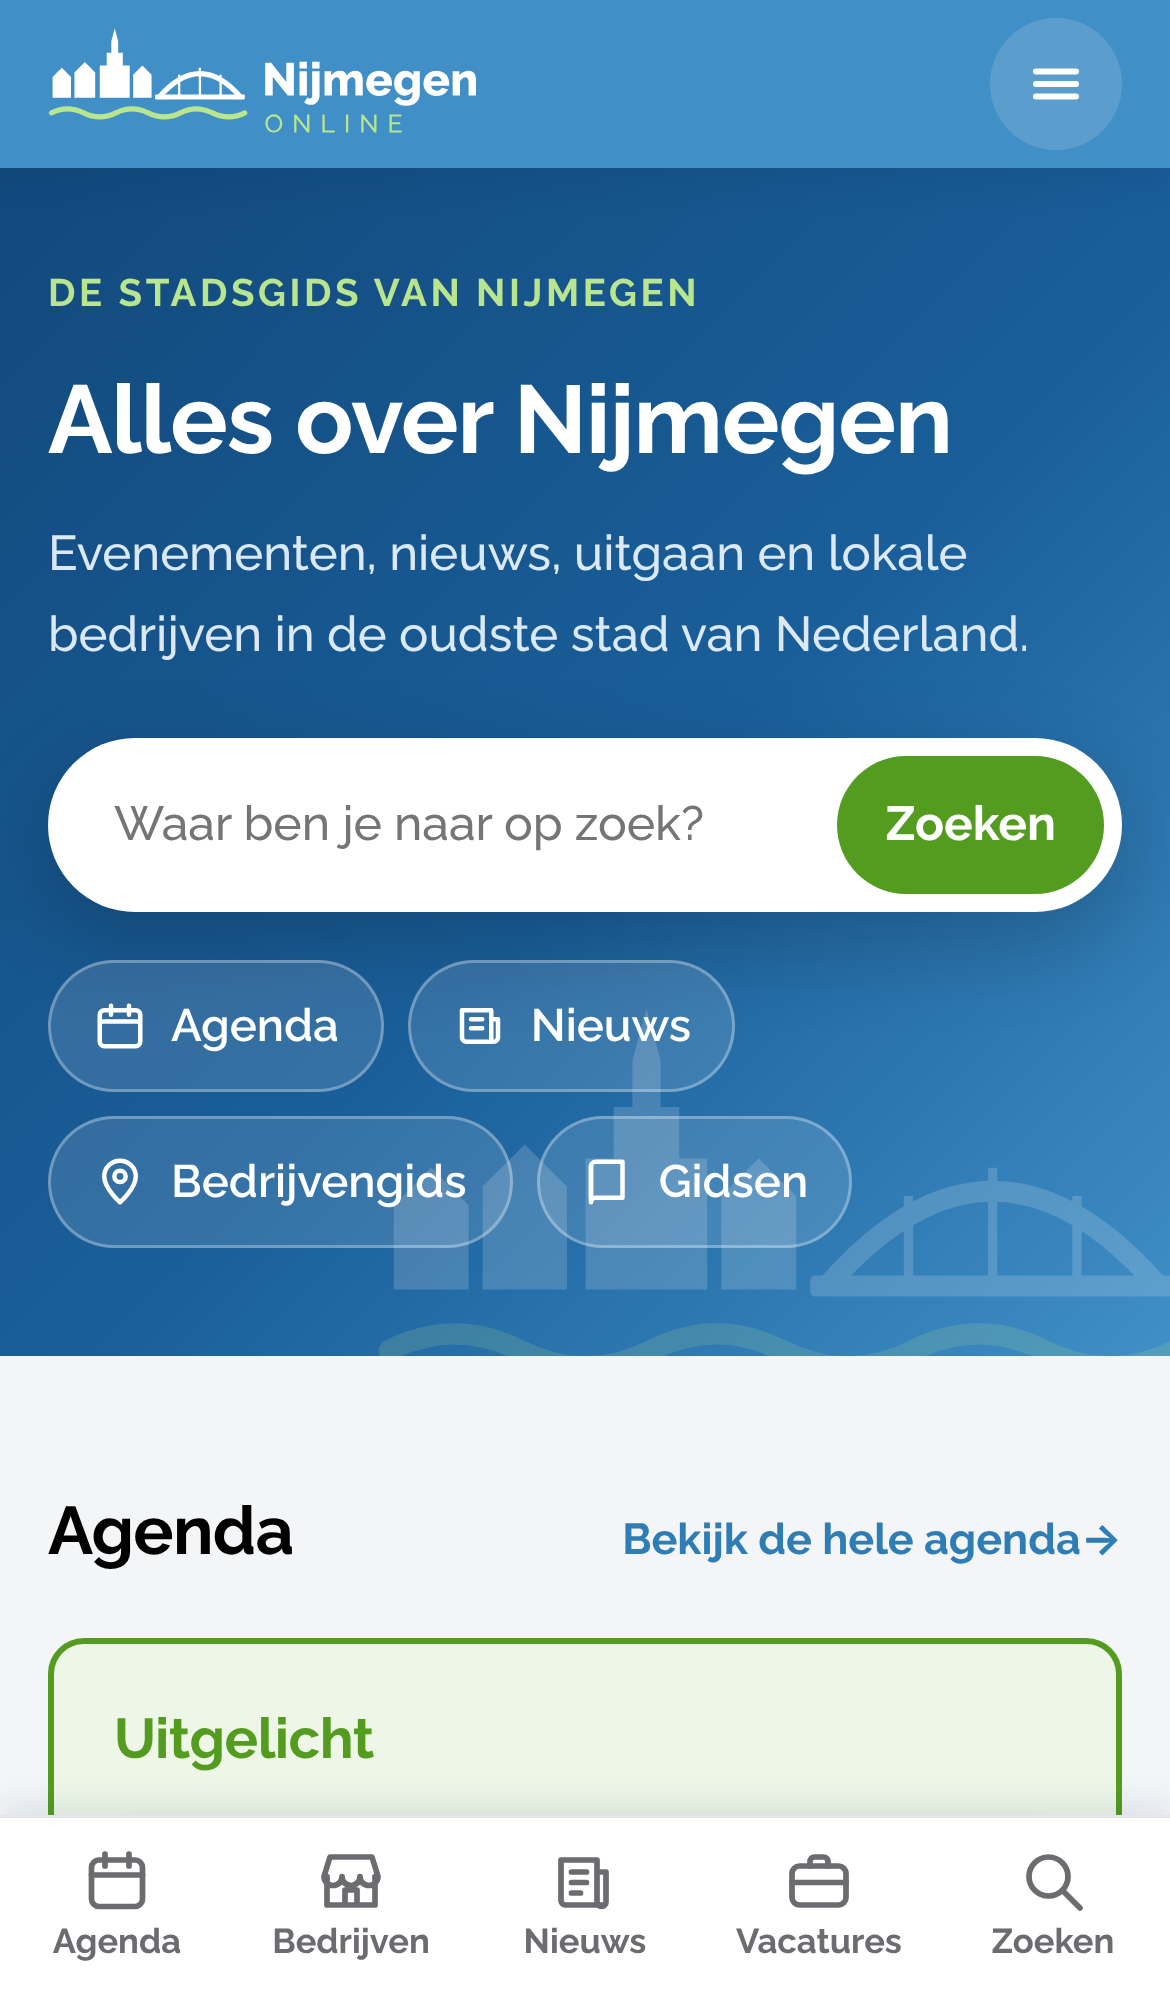 Nijmegen
ONLINE
DE STADSGIDS VAN NIJMEGEN
Alles over Nijmegen
Evenementen, nieuws, uitgaan en lokale
bedrijven in de oudste stad van Nederland.
Waar ben je naar op zoek?
Zoeken
Agenda
Nieuws
Bedrijvengids
Gidsen
Agenda
Bekijk de hele agenda→
Uitgelicht
Agenda
Bedrijven
Nieuws
Vacatures
Zoeken